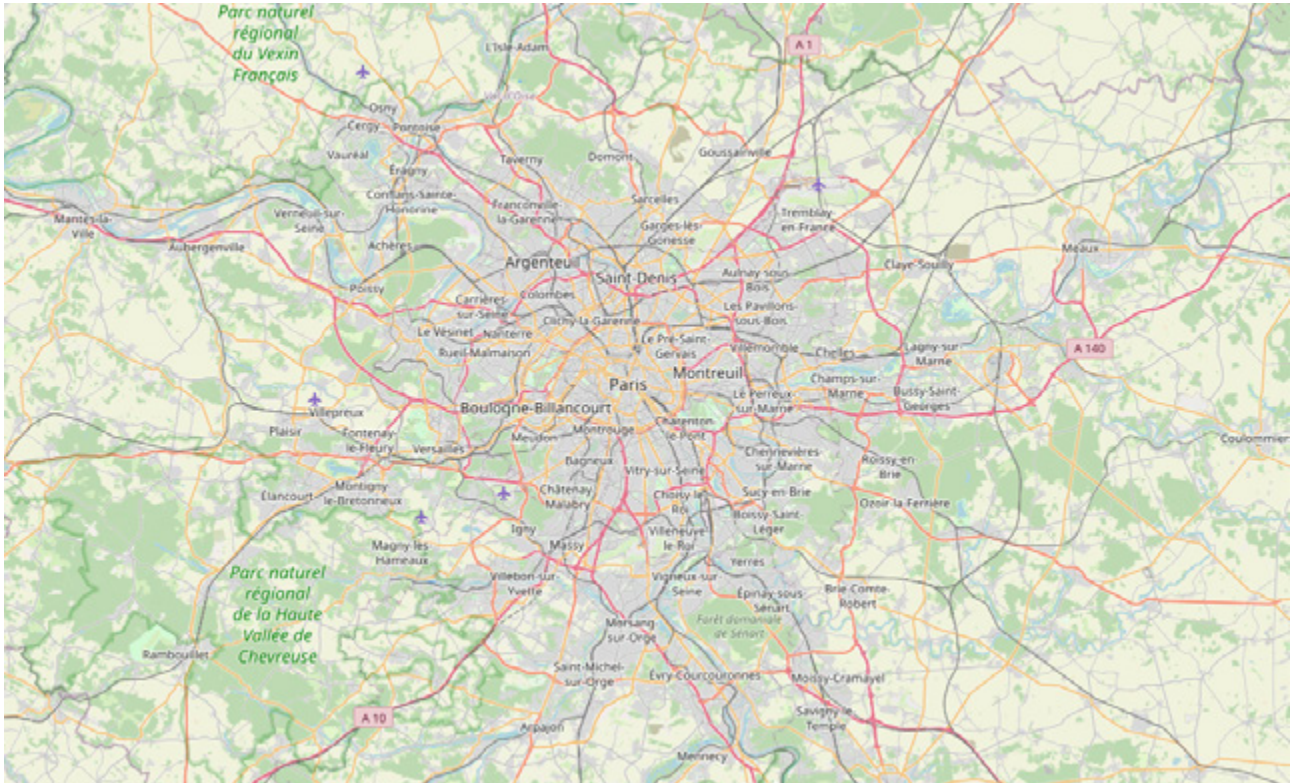 Parc naturel
régional
du Vexin
Français
L'Isle-Adam
A 1
Val d'Oise
Osny
Cergy
Pontoise
Vauréal
Éragny
Taverny
Domont
Goussainville
Conflans-Sainte-
Honorine
Franconville-
la-Garenne
Sarcelles
Mantes-la-
Ville
Verneuil-sur-
Seine
Garges-lès-
Gonesse
Tremblay-
en-France
Aubergenville
Achères
Meaux
Argenteuil
Saint-Denis
Aulnay-sous-
Bois
Claye-Souilly
Poissy
Carrières-
sur-Seine
Colombes
Les Pavillons-
sous-Bois
Clichy-la-Garenne
Le Vésinet
Nanterre
Rueil-Malmaison
Le Pré-Saint-
Gervais
Villemomble
Chelles
Lagny-sur-
Marne
A 140
Paris
Montreuil
Champs-sur-
Marne
Bussy-Saint-
Georges
Le Perreux-
sur-Marne
Villepreux
Boulogne-Billancourt
Plaisir
Fontenay-
le-Fleury
Versailles
Meudon
Montrouge
Charenton-
le-Pont
Coulommier
Chennevières-
sur-Marne
Roissy-en-
Brie
Bagneux
Vitry-sur-Seine
Élancourt
Montigny-
le-Bretonneux
Châtenay-
Malabry
Choisy-le-
Roi
Sucy-en-Brie
Boissy-Saint-
Léger
Ozoir-la-Ferrière
Igny
Villeneuve-
le-Roi
Magny-les-
Hameaux
Massy
Yerres
Parc naturel
régional
de la Haute
Vallée de
Chevreuse
Villebon-sur-
Yvette
Vigneux-sur-
Seine
Épinay-sous-
Sénart
Brie-Comte-
Robert
Morsang-
sur-Orge
Forêt domaniale
de Sénart
Rambouillet
Saint-Michel-
sur-Orge
Évry-Courcouronnes
Moissy-Cramayel
A 10
Arpajon
Savigny-le-
Temple
Mennecy